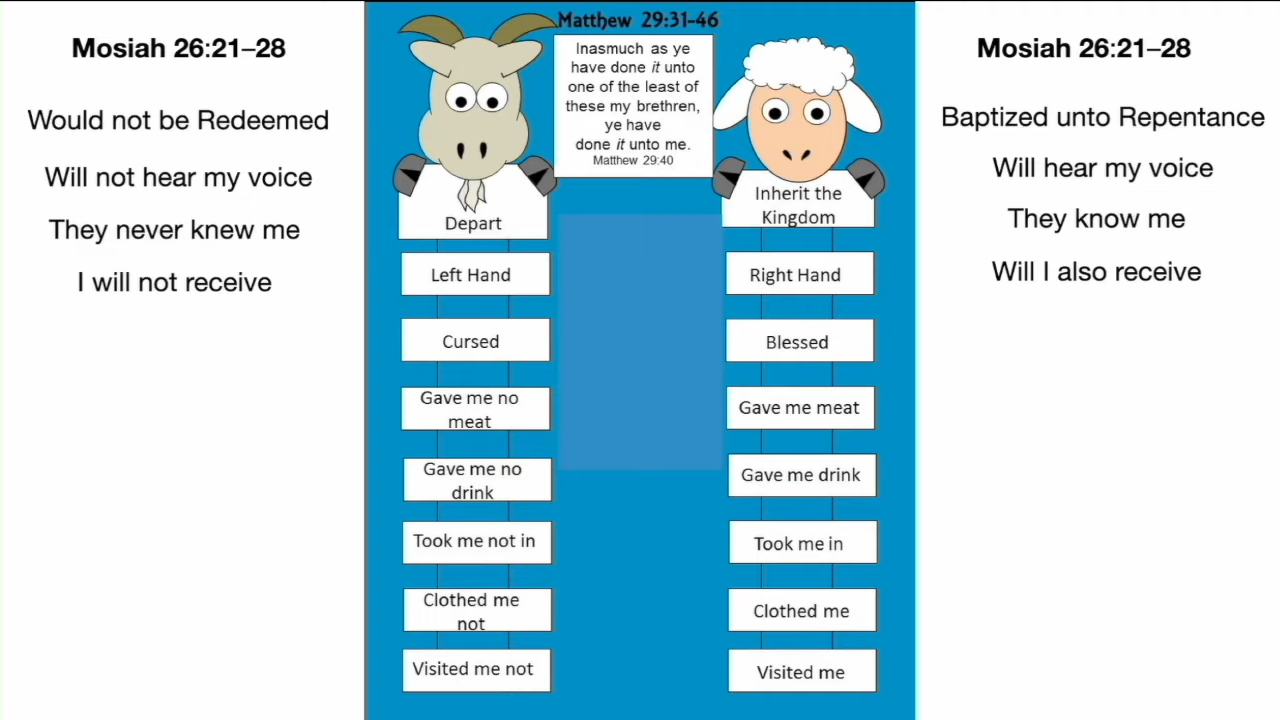 Mosiah 26:21–28
Would not be Redeemed
Will not hear my voice
They never knew me
I will not receive
Matthew 29:31-46
Inasmuch as ye
have done it unto
one of the least of
these my brethren,
ye have
done it unto me.
Matthew 29:40
Depart
Left Hand
Cursed
Gave me no
meat
Gave me no
drink
Took me not in
Clothed me
not
Visited me not
Inherit the
Kingdom
Right Hand
Blessed
Gave me meat
Gave me drink
Took me in
Clothed me
Visited me
Mosiah 26:21–28
Baptized unto Repentance
Will hear my voice
They know me
Will I also receive